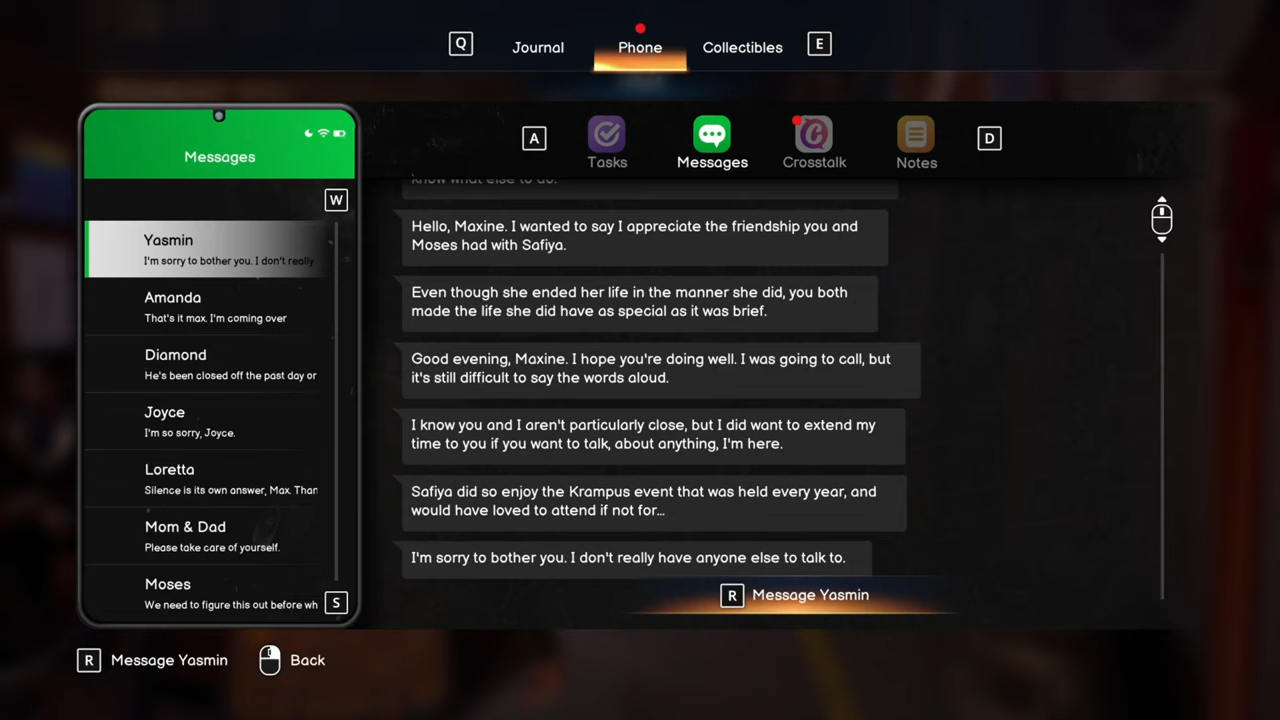 Q
Journal
Phone
Collectibles
E
Messages
W
Yasmin
I'm sorry to bother you. I don't really
Amanda
That's it max. I'm coming over
Diamond
He's been closed off the past day or
Joyce
I'm so sorry, Joyce.
Loretta
Silence is its own answer, Max. Than
Mom & Dad
Please take care of yourself.
Moses
We need to figure this out before wh
S
A
Tasks
Messages
Crosstalk
Notes
D
know what else to do.
Hello, Maxine. I wanted to say I appreciate the friendship you and
Moses had with Safiya.
Even though she ended her life in the manner she did, you both
made the life she did have as special as it was brief.
Good evening, Maxine. I hope you're doing well. I was going to call, but
it's still difficult to say the words aloud.
I know you and I aren't particularly close, but I did want to extend my
time to you if you want to talk, about anything, I'm here.
Safiya did so enjoy the Krampus event that was held every year, and
would have loved to attend if not for...
I'm sorry to bother you. I don't really have anyone else to talk to.
R Message Yasmin
R Message Yasmin
Back